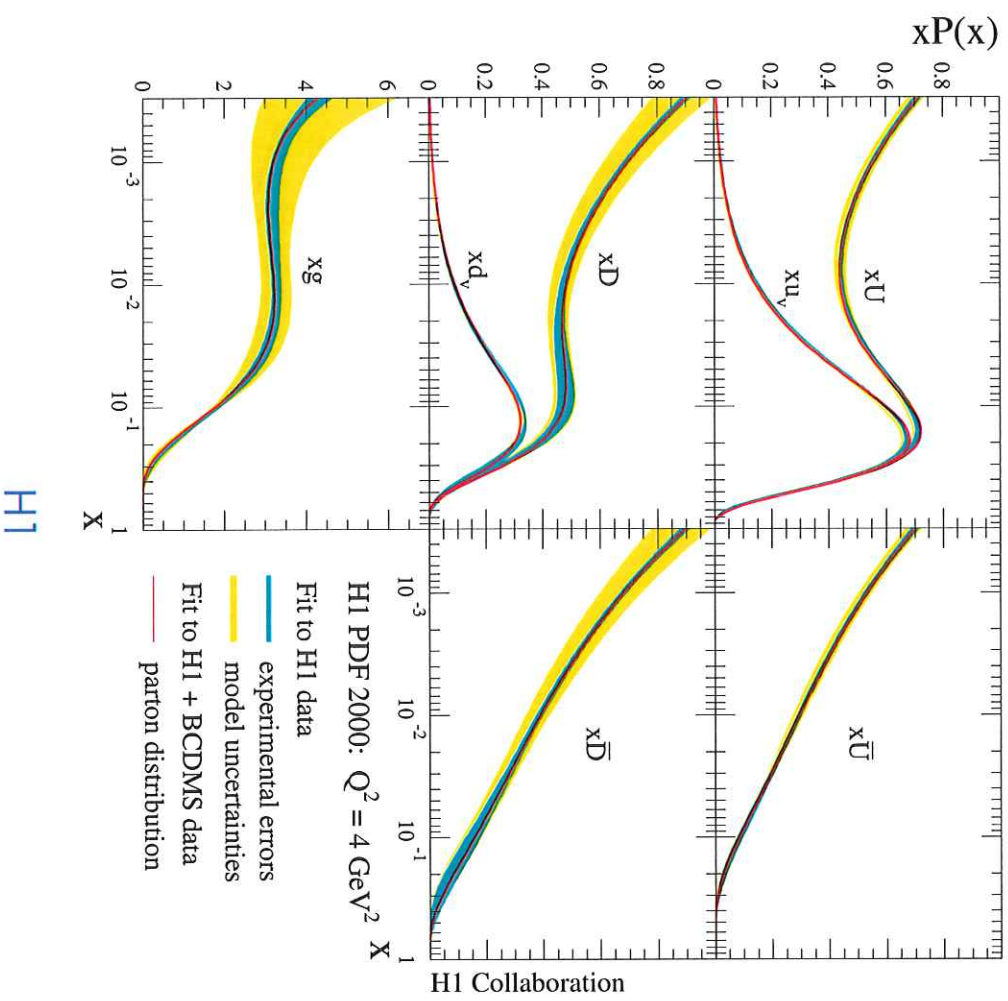 xP(x)
0.8
0.6
0.4
0.2
0
xU
xu_v
xU̅
0.8
0.6
0.4
0.2
0
xD
xd_v
xD̅
6
4
2
0
xg
10⁻³
10⁻²
10⁻¹
1
x
10⁻³
10⁻²
10⁻¹
1
x
H1 PDF 2000: Q² = 4 GeV²
Fit to H1 data
experimental errors
model uncertainties
Fit to H1 + BCDMS data
parton distribution
H1 Collaboration
H1